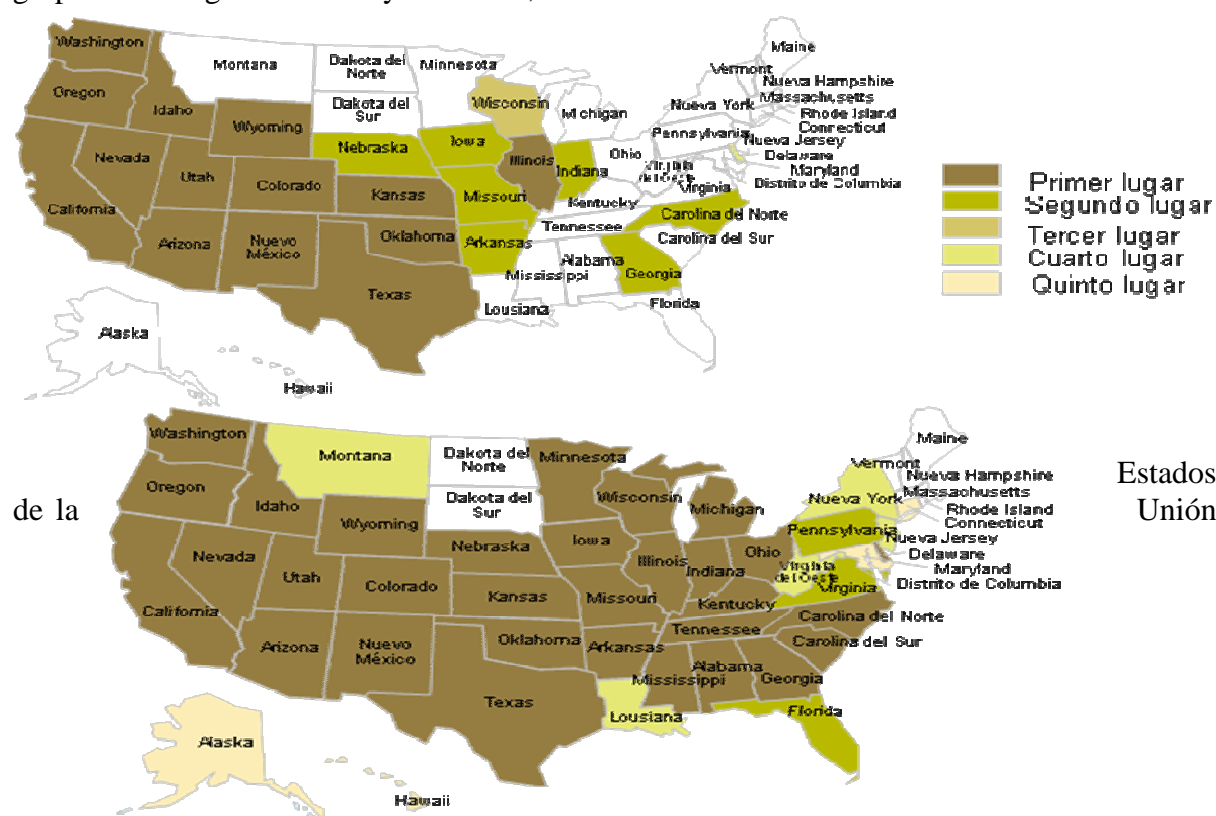 Washington
Montana
Dakota del
Norte
Minnesota
Maine
Vermont
Nueva Hampshire
Massachusetts
Rhode Island
Connecticut
Nueva Jersey
Delaware
Maryland
Distrito de Columbia
Oregon
Idaho
Wyoming
Dakota del
Sur
Wisconsin
Michigan
Nueva York
Pennsylvania
Nevada
Utah
Colorado
Nebraska
Iowa
Illinois
Indiana
Ohio
Virginia
del Oeste
Virginia
California
Kansas
Missouri
Kentucky
Carolina del Norte
Tennessee
Carolina del Sur
Arizona
Nuevo
México
Oklahoma
Arkansas
Mississippi
Alabama
Georgia
Texas
Lousiana
Florida
Alaska
Hawaii
Primer lugar
Segundo lugar
Tercer lugar
Cuarto lugar
Quinto lugar
Washington
Montana
Dakota del
Norte
Minnesota
Maine
Vermont
Nueva Hampshire
Massachusetts
Rhode Island
Connecticut
Nueva Jersey
Delaware
Maryland
Distrito de Columbia
Oregon
Idaho
Wyoming
Dakota del
Sur
Wisconsin
Michigan
Nueva York
Pennsylvania
Nevada
Utah
Colorado
Nebraska
Iowa
Illinois
Indiana
Ohio
Virginia
del Oeste
Virginia
California
Kansas
Missouri
Kentucky
Carolina del Norte
Tennessee
Carolina del Sur
Arizona
Nuevo
México
Oklahoma
Arkansas
Mississippi
Alabama
Georgia
Texas
Lousiana
Florida
Alaska
Hawaii
Estados
de la Unión